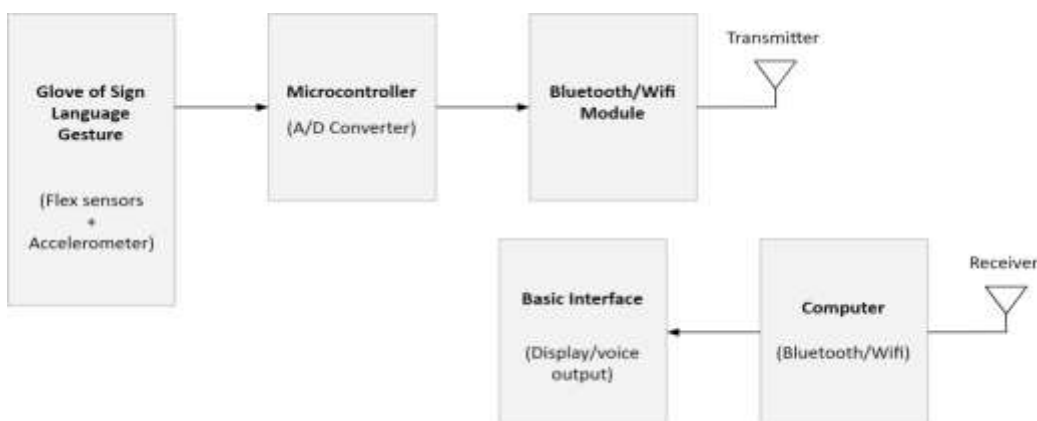 Glove of Sign
Language
Gesture
(Flex sensors
+
Accelerometer)
Microcontroller
(A/D Converter)
Bluetooth/Wifi
Module
Transmitter
Receiver
Computer
(Bluetooth/Wifi)
Basic Interface
(Display/voice
output)